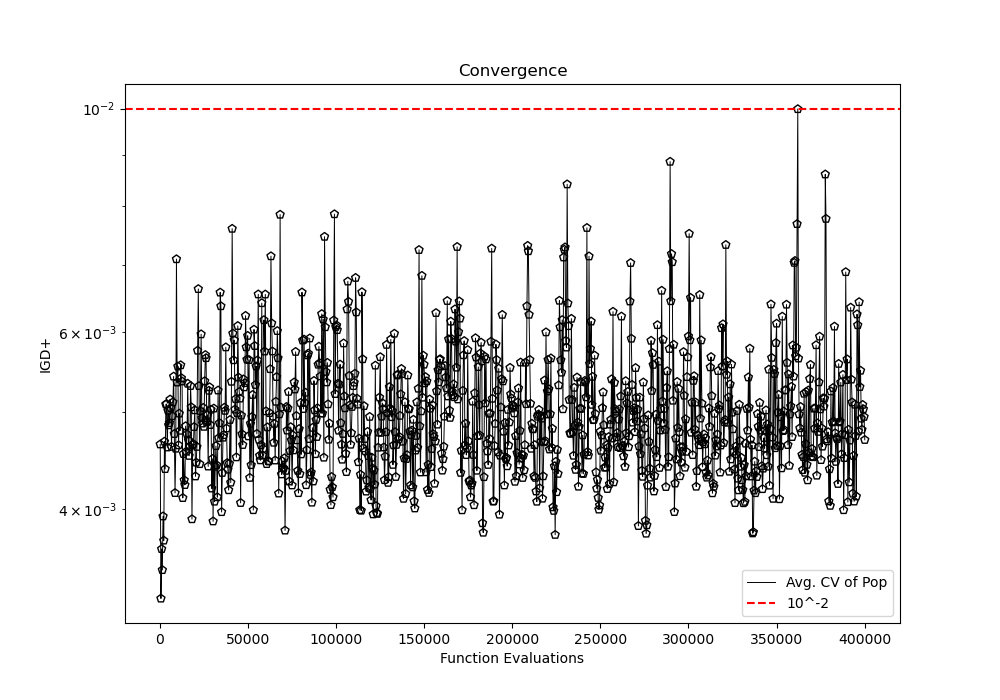 Convergence
10⁻²
6 × 10⁻³
4 × 10⁻³
IGD+
0 50000 100000 150000 200000 250000 300000 350000 400000
Function Evaluations
Avg. CV of Pop
10^-2